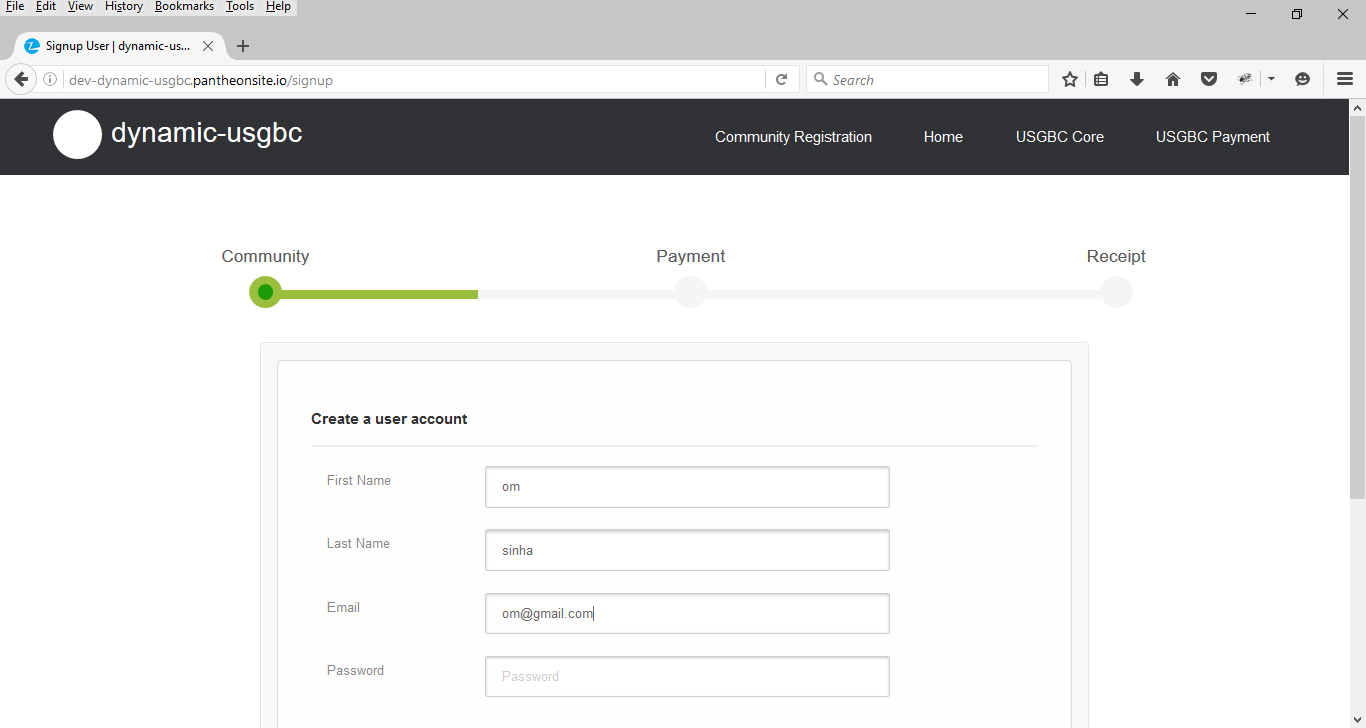 File Edit View History Bookmarks Tools Help
Signup User | dynamic-us...
dev-dynamic-usgbc.pantheonsite.io/signup
Search
dynamic-usgbc
Community Registration Home USGBC Core USGBC Payment
Community Payment Receipt
Create a user account
First Name om
Last Name sinha
Email om@gmail.com
Password Password